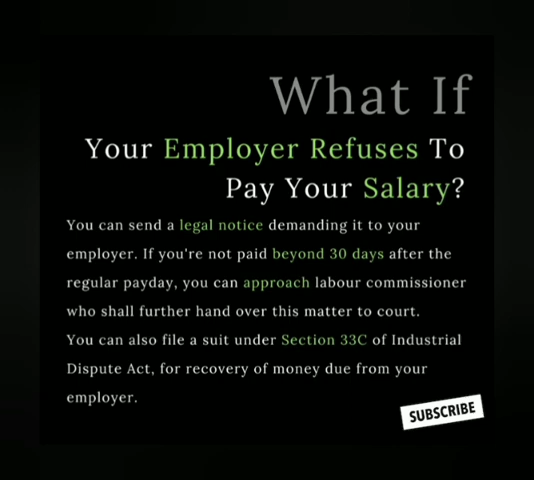 What If
Your Employer Refuses To
Pay Your Salary?
You can send a legal notice demanding it to your
employer. If you're not paid beyond 30 days after the
regular payday, you can approach labour commissioner
who shall further hand over this matter to court.
You can also file a suit under Section 33C of Industrial
Dispute Act, for recovery of money due from your
employer.
SUBSCRIBE